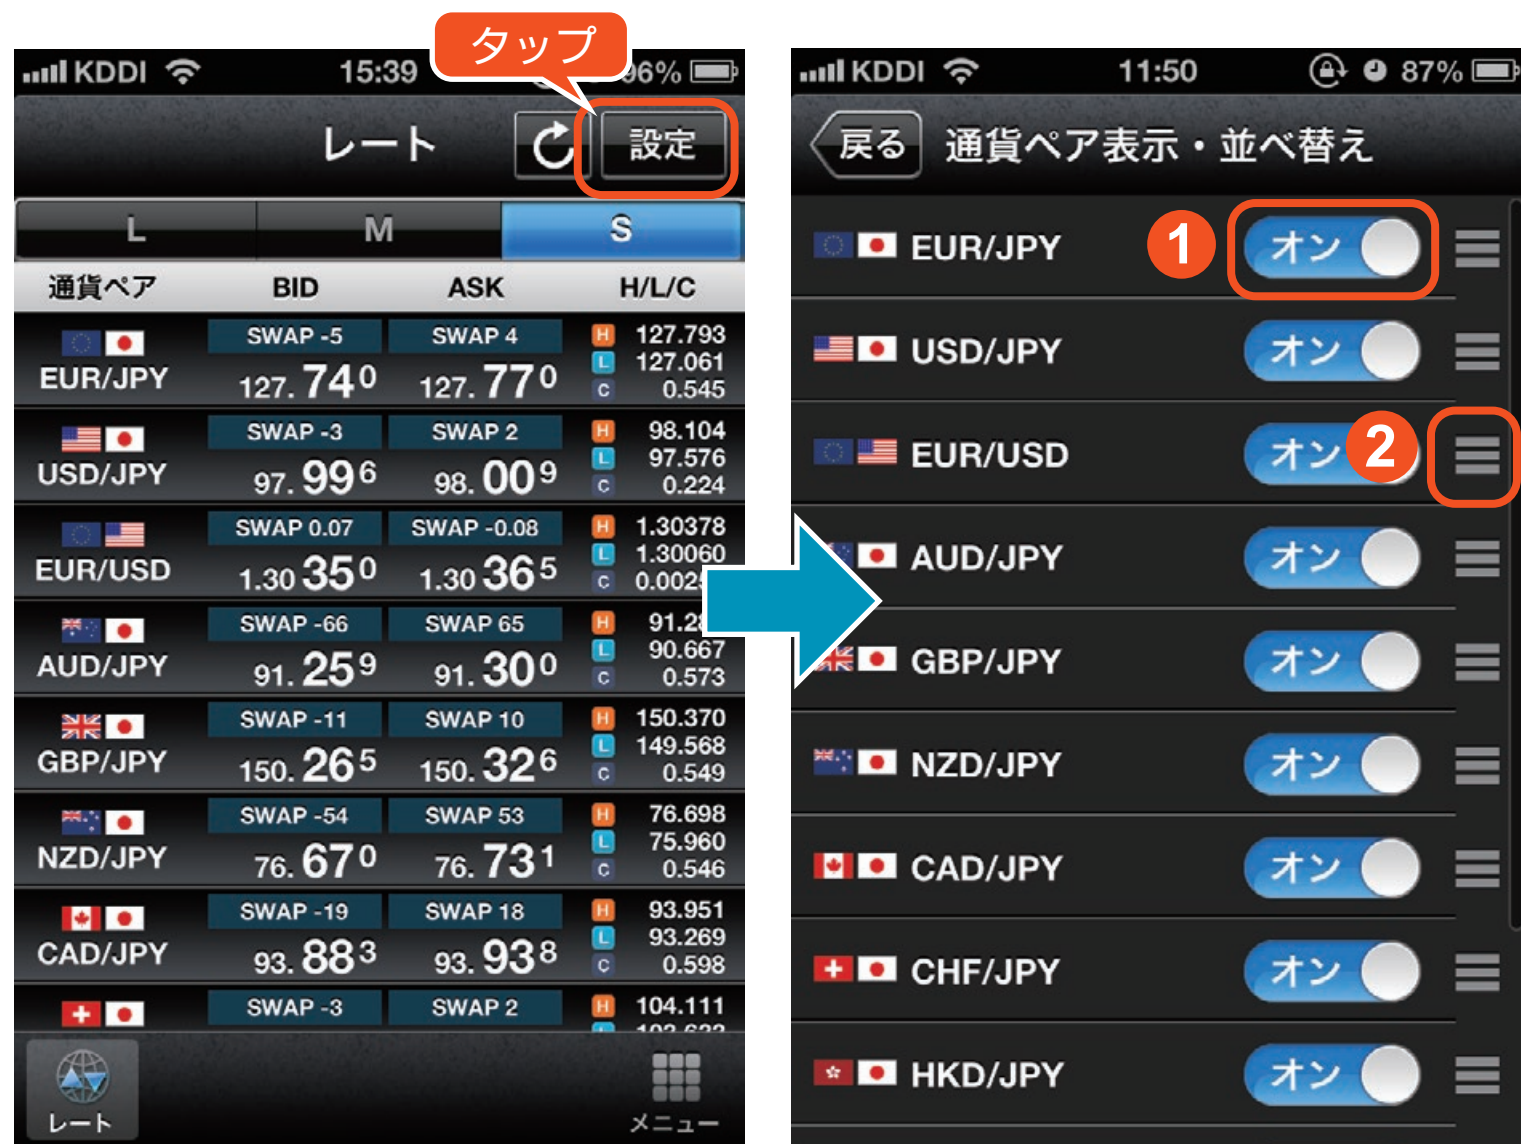 タップ
KDDI 15:39 96%
レート 設定
L M S
通貨ペア BID ASK H/L/C
SWAP -5 SWAP 4 H 127.793
EUR/JPY 127.740 127.770 L 127.061
C 0.545
SWAP -3 SWAP 2 H 98.104
USD/JPY 97.996 98.009 L 97.576
C 0.224
SWAP 0.07 SWAP -0.08 H 1.30378
EUR/USD 1.30350 1.30365 L 1.30060
C 0.002
SWAP -66 SWAP 65 H 91.2
AUD/JPY 91.259 91.300 L 90.667
C 0.573
SWAP -11 SWAP 10 H 150.370
GBP/JPY 150.265 150.326 L 149.568
C 0.549
SWAP -54 SWAP 53 H 76.698
NZD/JPY 76.670 76.731 L 75.960
C 0.546
SWAP -19 SWAP 18 H 93.951
CAD/JPY 93.883 93.938 L 93.269
C 0.598
SWAP -3 SWAP 2 H 104.111
レート メニュー
KDDI 11:50 87%
戻る 通貨ペア表示・並べ替え
EUR/JPY 1 オン
USD/JPY オン
EUR/USD オン 2
AUD/JPY オン
GBP/JPY オン
NZD/JPY オン
CAD/JPY オン
CHF/JPY オン
HKD/JPY オン